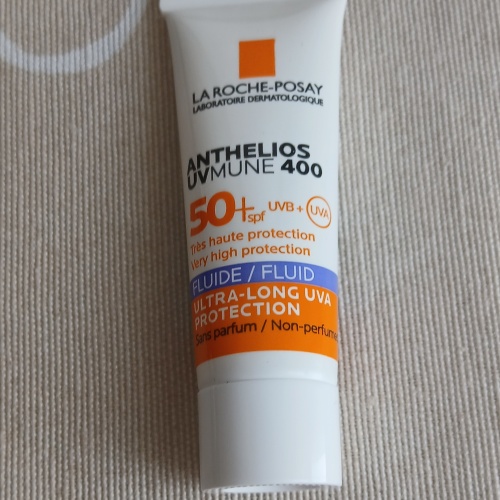 LA ROCHE-POSAY
LABORATOIRE DERMATOLOGIQUE
ANTHELIOS
UVMUNE 400
50+ spf UVB + UVA
Très haute protection
Very high protection
FLUIDE / FLUID
ULTRA-LONG UVA
PROTECTION
Sans parfum / Non-perfume